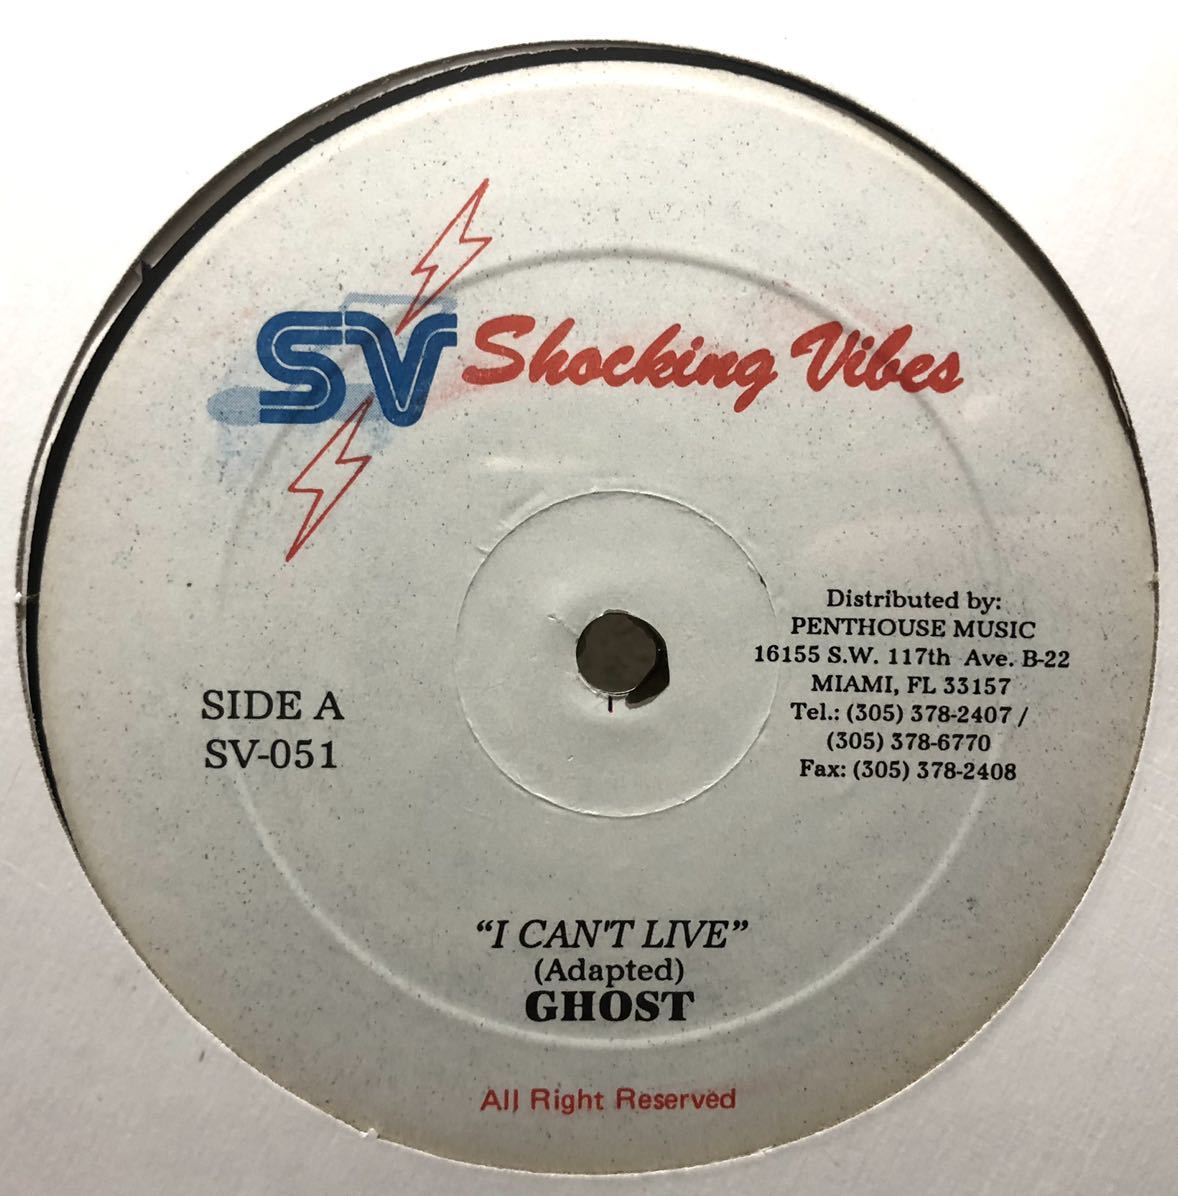 SV Shocking Vibes
Distributed by:
PENTHOUSE MUSIC
16155 S.W. 117th Ave. B-22
MIAMI, FL 33157
Tel.: (305) 378-2407 /
(305) 378-6770
Fax: (305) 378-2408
SIDE A
SV-051
“I CAN'T LIVE”
(Adapted)
GHOST
All Right Reserved